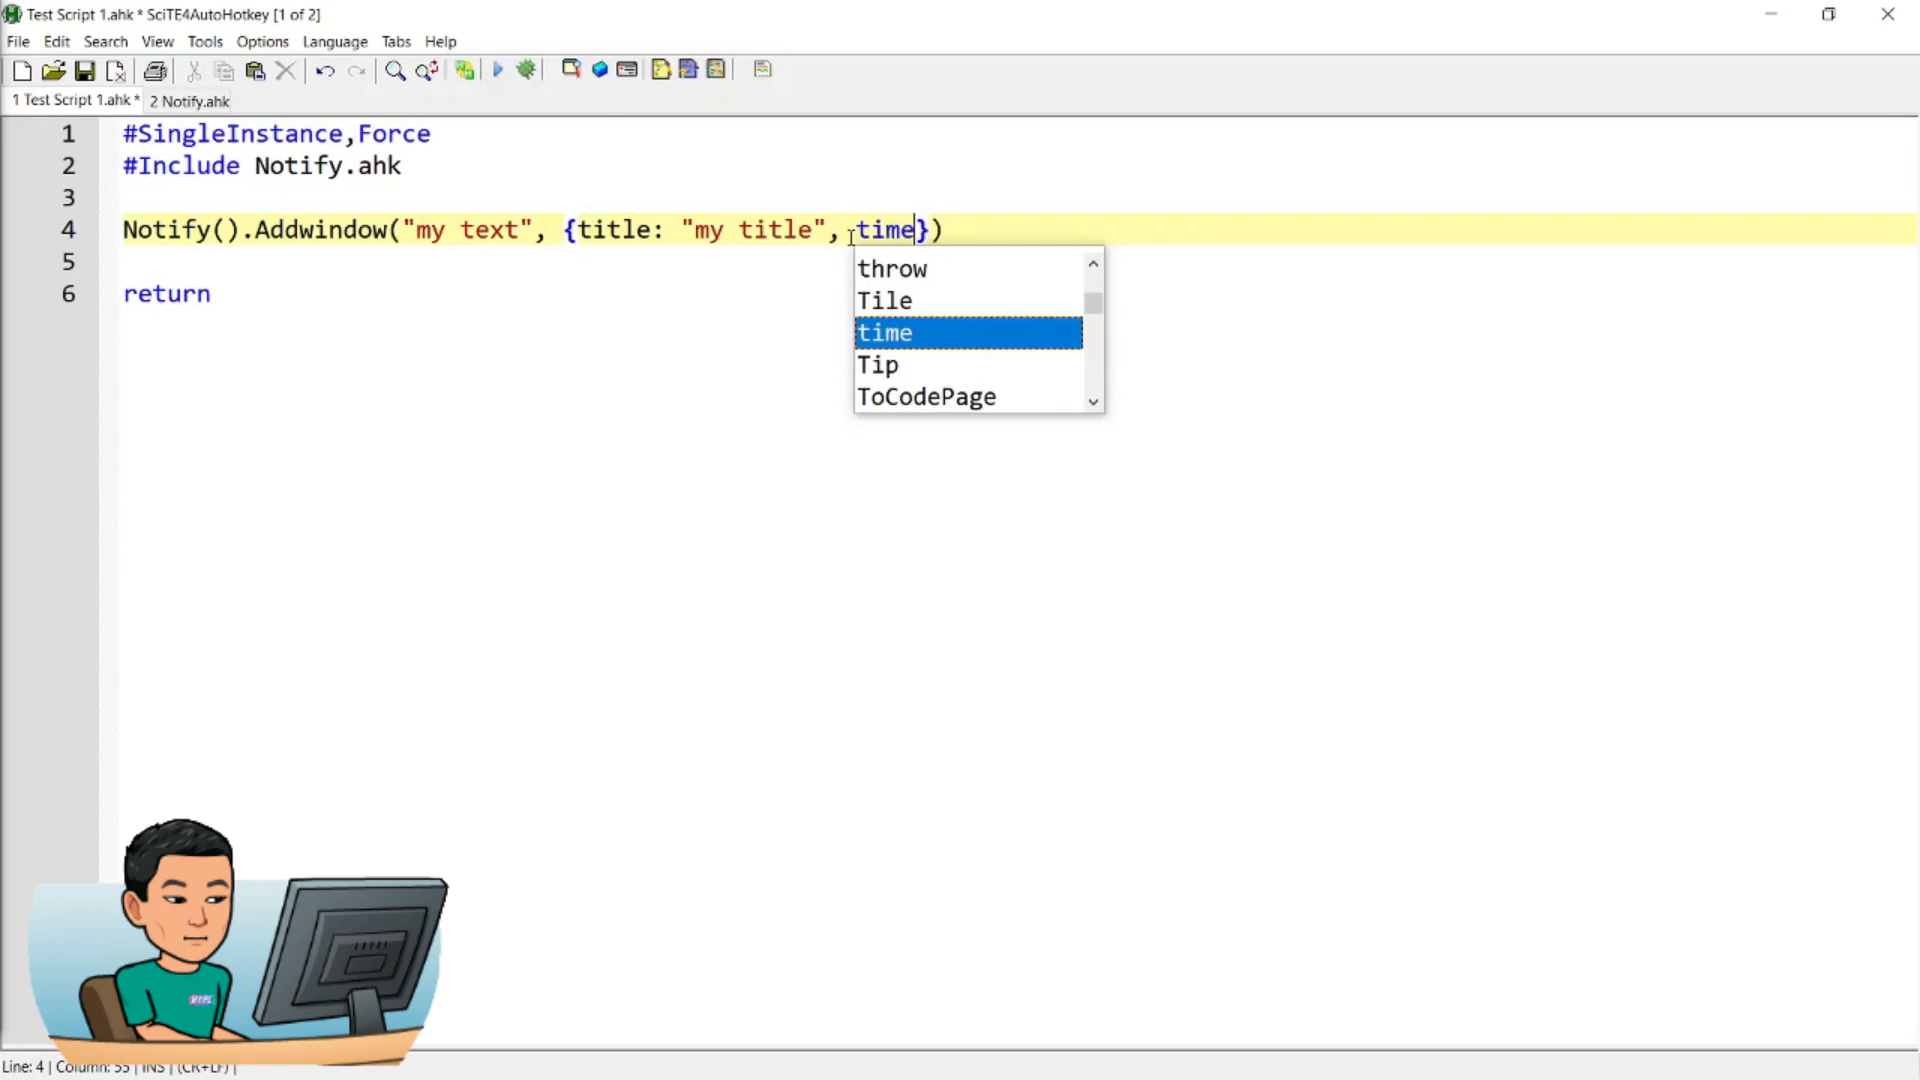 Test Script 1.ahk * SciTE4AutoHotkey [1 of 2]
File Edit Search View Tools Options Language Tabs Help
1 Test Script 1.ahk * 2 Notify.ahk
1 #SingleInstance,Force
2 #Include Notify.ahk
3
4 Notify().Addwindow("my text", {title: "my title", time})
5
6 return
throw
Tile
time
Tip
ToCodePage
MYPL
Line: 4 | Column: 55 | INS | (CR+LF) |